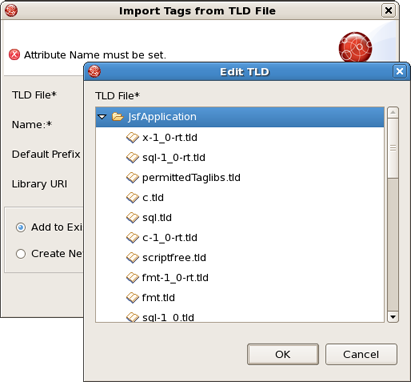 Import Tags from TLD File
Attribute Name must be set.
TLD File*
Name:*
Default Prefix
Library URI
Add to Exi
Create Ne
Edit TLD
TLD File*
JsfApplication
x-1_0-rt.tld
sql-1_0-rt.tld
permittedTaglibs.tld
c.tld
sql.tld
c-1_0-rt.tld
scriptfree.tld
fmt-1_0-rt.tld
fmt.tld
sql-1_0.tld
OK
Cancel